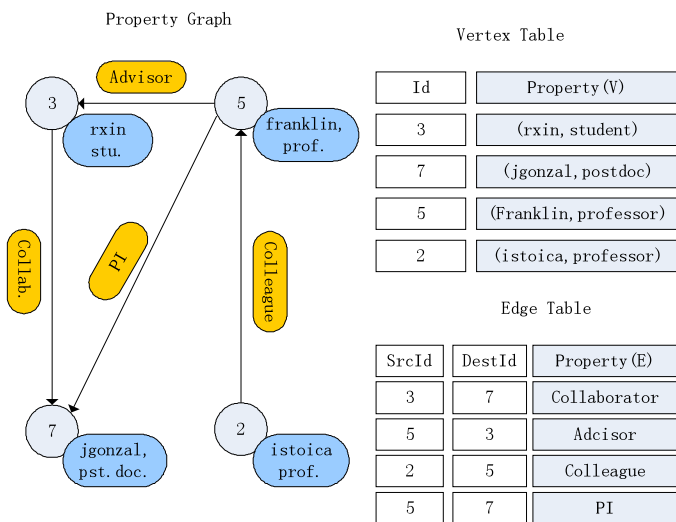 Property Graph
Advisor
3
5
rxin
stu.
franklin,
prof.
Collab.
PI
Colleague
7
2
jgonzal,
pst.doc.
istoica
prof.
Vertex Table
Id Property(V)
3 (rxin,student)
7 (jgonzal,postdoc)
5 (Franklin,professor)
2 (istoica,professor)
Edge Table
SrcId DestId Property(E)
3 7 Collaborator
5 3 Adcisor
2 5 Colleague
5 7 PI